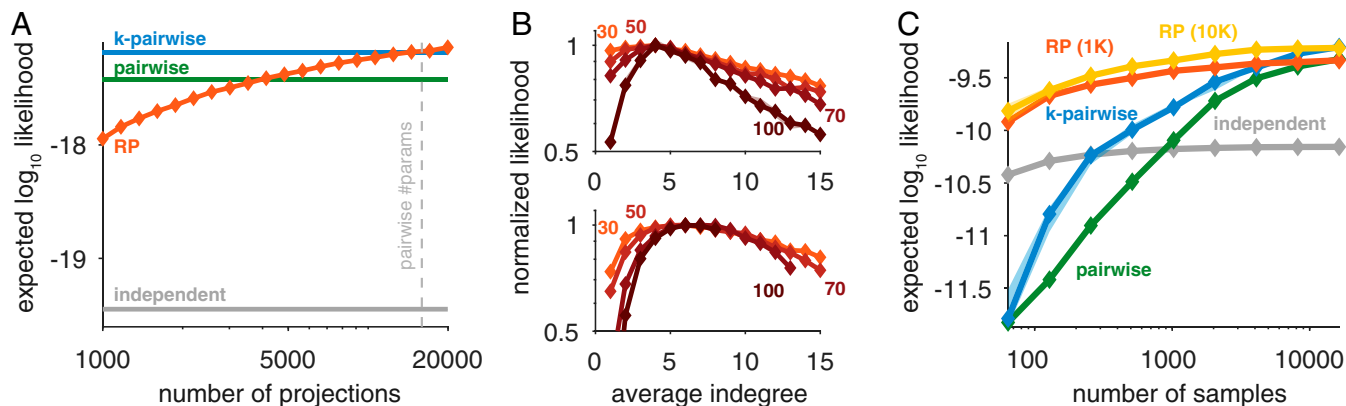 A
expected log10 likelihood
k-pairwise
pairwise
RP
independent
pairwise #params
-18
-19
1000
5000
20000
number of projections
B
normalized likelihood
30
50
70
100
1
0.5
0
5
10
15
30
50
70
100
1
0.5
0
5
10
15
average indegree
C
expected log10 likelihood
RP (10K)
RP (1K)
k-pairwise
independent
pairwise
-9.5
-10
-10.5
-11
-11.5
100
1000
10000
number of samples